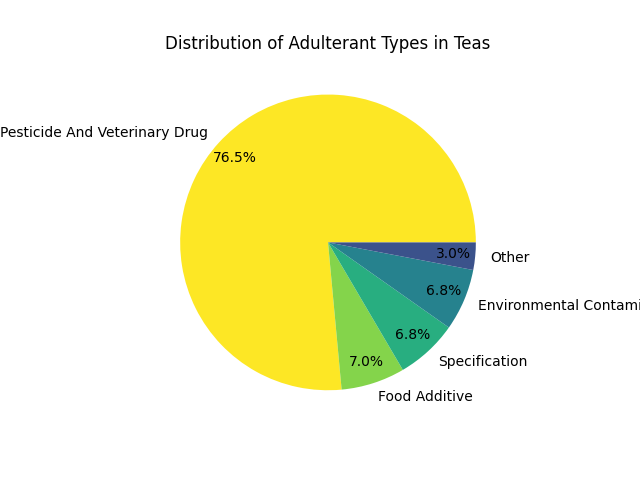 Distribution of Adulterant Types in Teas
Pesticide And Veterinary Drug
76.5%
3.0%
Other
6.8%
Environmental Contami
6.8%
Specification
7.0%
Food Additive